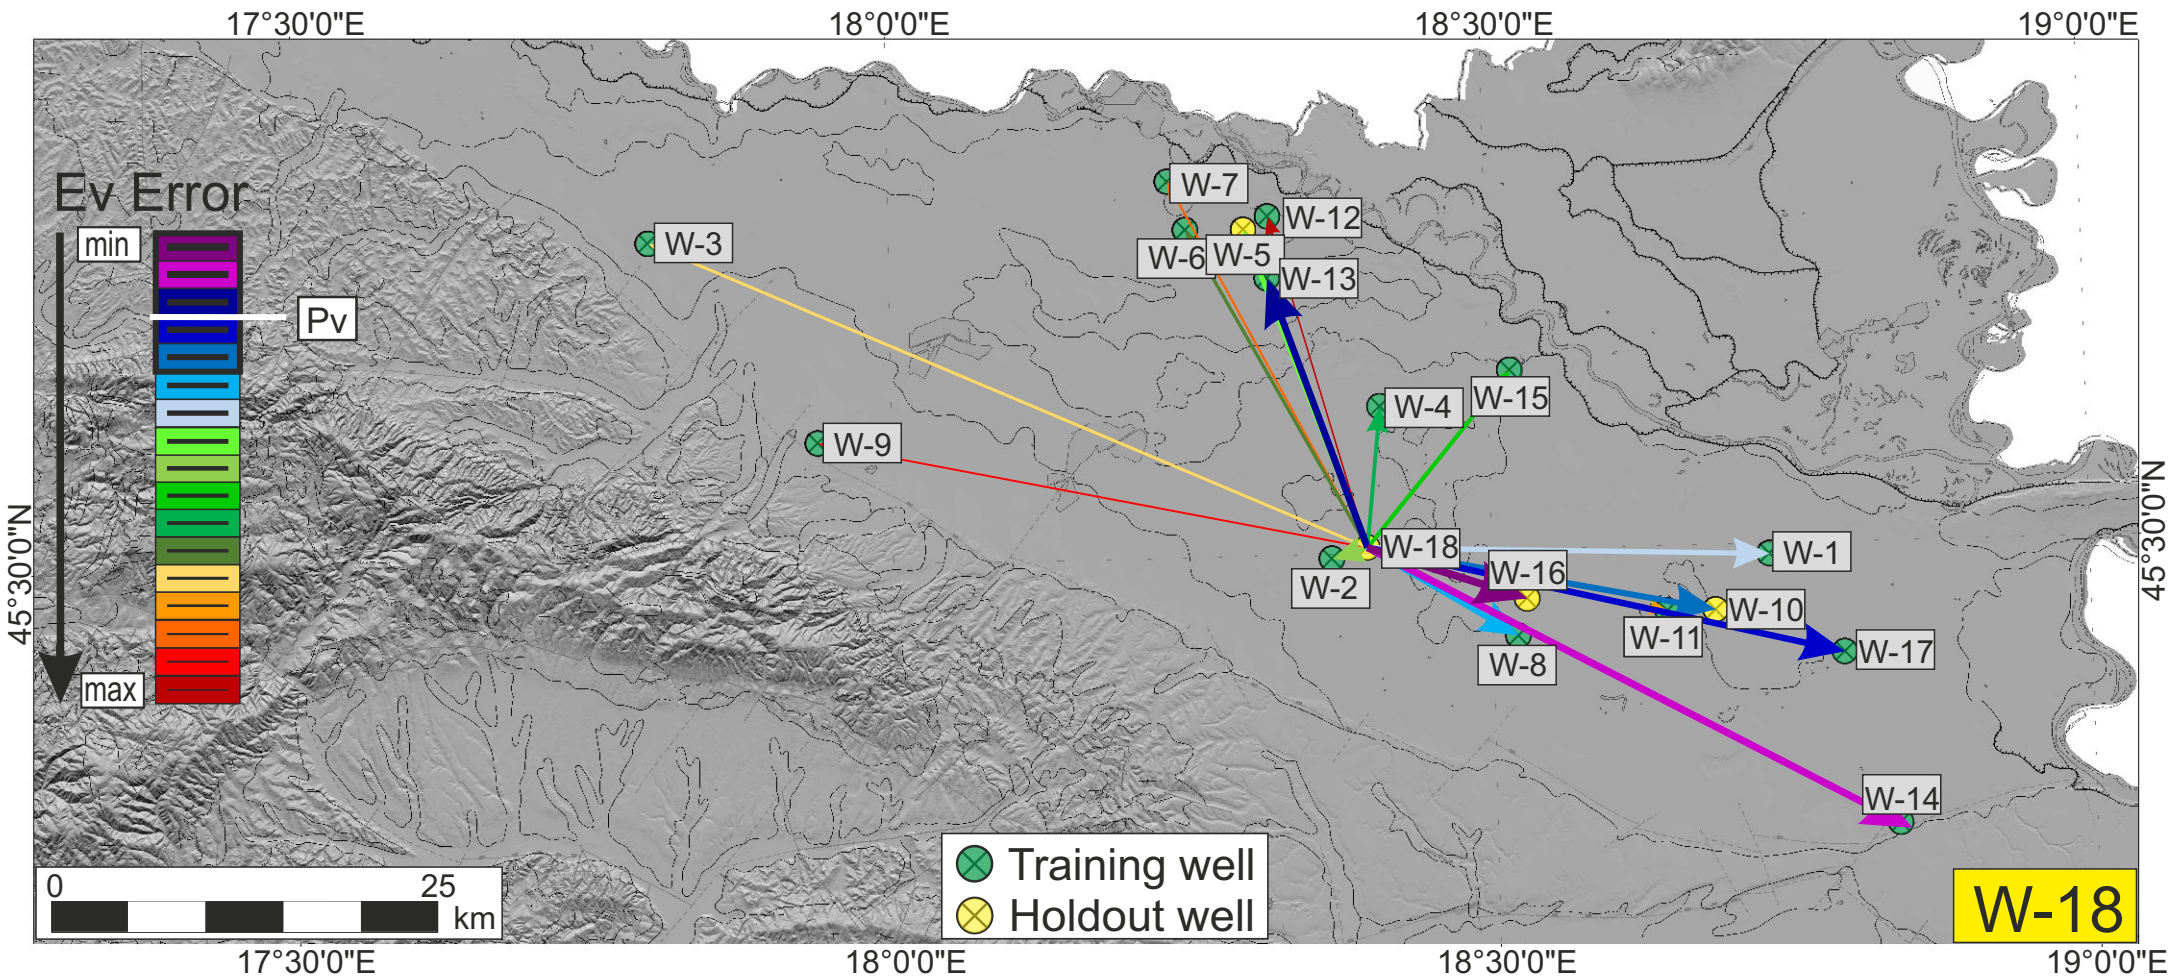 17°30'0"E
18°0'0"E
18°30'0"E
19°0'0"E
Ev Error
min
Pv
max
W-7
W-12
W-3
W-6
W-5
W-13
W-15
W-4
W-9
W-18
W-1
W-16
W-2
W-10
W-11
W-17
W-8
W-14
45°30'0"N
45°30'0"N
0 25
km
Training well
Holdout well
W-18
17°30'0"E
18°0'0"E
18°30'0"E
19°0'0"E